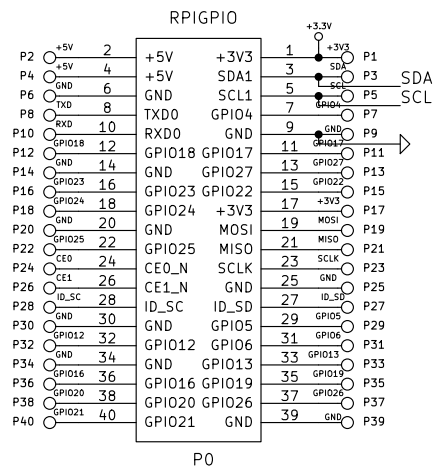 RPIGPIO
+3.3V
P2 +5V 2 +5V +3V3 1 +3V3 P1
P4 +5V 4 +5V SDA1 3 SDA P3 SDA
P6 GND 6 GND SCL1 5 SCL P5 SCL
P8 TXD 8 TXD0 GPIO4 7 GPIO4 P7
P10 RXD 10 RXD0 GND 9 GND P9
P12 GPIO18 12 GPIO18 GPIO17 11 GPIO17 P11
P14 GND 14 GND GPIO27 13 GPIO27 P13
P16 GPIO23 16 GPIO23 GPIO22 15 GPIO22 P15
P18 GPIO24 18 GPIO24 +3V3 17 +3V3 P17
P20 GND 20 GND MOSI 19 MOSI P19
P22 GPIO25 22 GPIO25 MISO 21 MISO P21
P24 CE0 24 CE0_N SCLK 23 SCLK P23
P26 CE1 26 CE1_N GND 25 GND P25
P28 ID_SC 28 ID_SC ID_SD 27 ID_SD P27
P30 GND 30 GND GPIO5 29 GPIO5 P29
P32 GPIO12 32 GPIO12 GPIO6 31 GPIO6 P31
P34 GND 34 GND GPIO13 33 GPIO13 P33
P36 GPIO16 36 GPIO16 GPIO19 35 GPIO19 P35
P38 GPIO20 38 GPIO20 GPIO26 37 GPIO26 P37
P40 GPIO21 40 GPIO21 GND 39 GND P39
P0